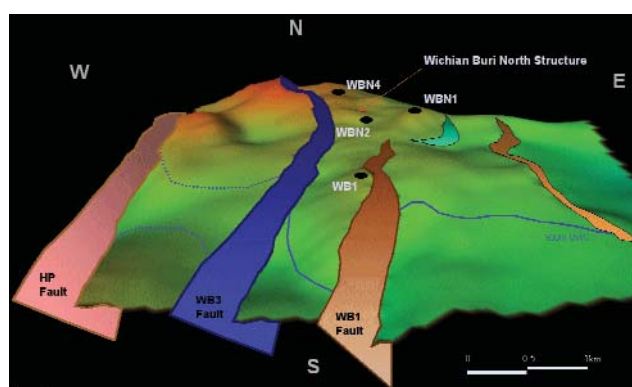 N
W
WBN4
Wichian Buri North Structure
E
WBN1
WBN2
WB1
HP
Fault
WB3
Fault
WB1
Fault
S
0
0.5
1km